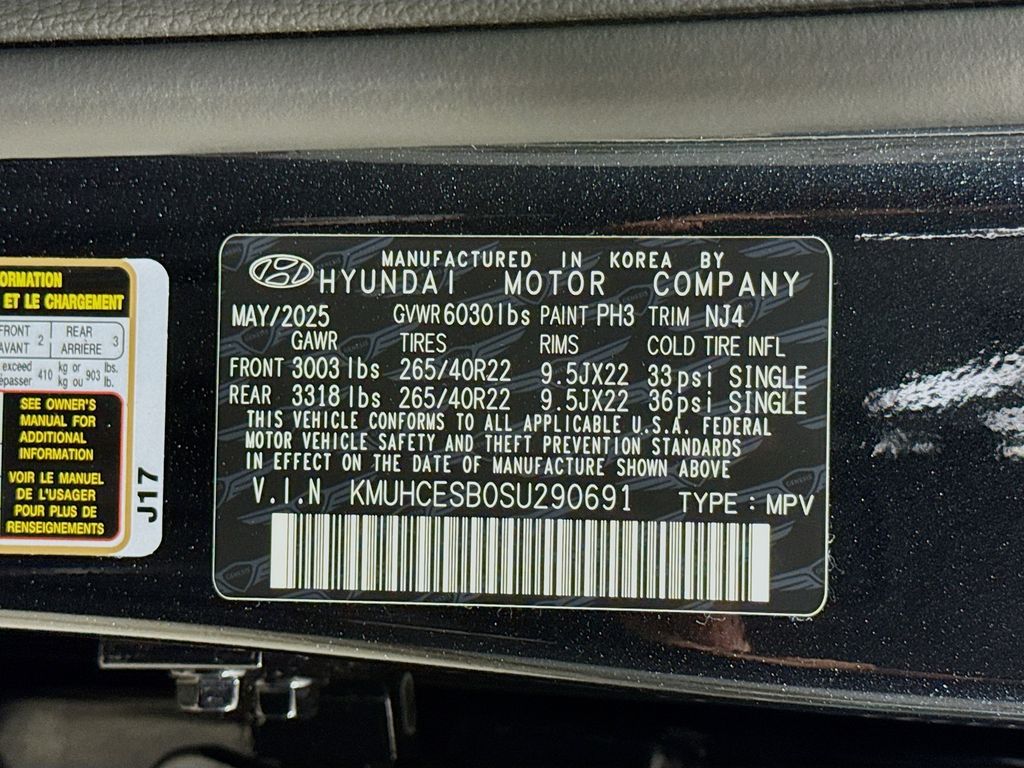 ORMATION
ET LE CHARGEMENT
FRONT 2 REAR 3
AVANT ARRIÈRE
exceed 410 kg or 903 lbs.
épasser kg ou lb.
SEE OWNER'S
MANUAL FOR
ADDITIONAL
INFORMATION
VOIR LE MANUEL
DE L'USAGER
POUR PLUS DE
RENSEIGNEMENTS
J17
MANUFACTURED IN KOREA BY
HYUNDAI MOTOR COMPANY
MAY/2025 GVWR 6030 lbs PAINT PH3 TRIM NJ4
GAWR TIRES RIMS COLD TIRE INFL
FRONT 3003 lbs 265/40R22 9.5JX22 33psi SINGLE
REAR 3318 lbs 265/40R22 9.5JX22 36psi SINGLE
THIS VEHICLE CONFORMS TO ALL APPLICABLE U.S.A. FEDERAL
MOTOR VEHICLE SAFETY AND THEFT PREVENTION STANDARDS
IN EFFECT ON THE DATE OF MANUFACTURE SHOWN ABOVE
V.I.N KMUHCESB0SU290691 TYPE : MPV